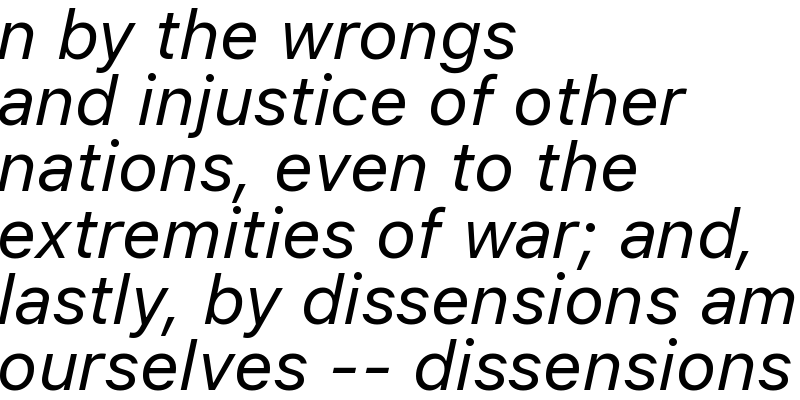 n by the wrongs
and injustice of other
nations, even to the
extremities of war; and,
lastly, by dissensions am
ourselves -- dissensions